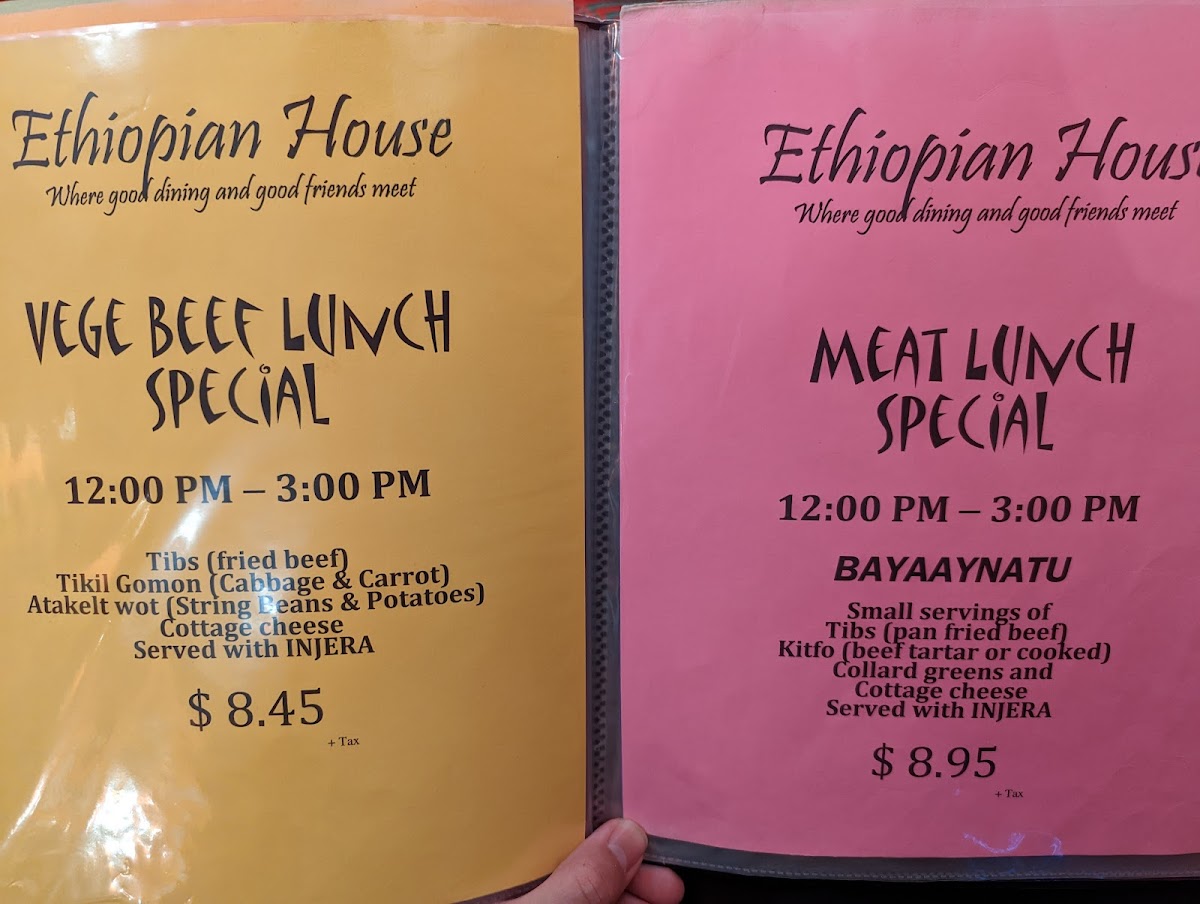 Ethiopian House
Where good dining and good friends meet
VEGE BEEF LUNCH
SPECiAL
12:00 PM – 3:00 PM
Tibs (fried beef)
Tikil Gomon (Cabbage & Carrot)
Atakelt wot (String Beans & Potatoes)
Cottage cheese
Served with INJERA
$ 8.45
+ Tax
Ethiopian Hous
Where good dining and good friends meet
MEAT LUNCH
SPECiAL
12:00 PM – 3:00 PM
BAYAAYNATU
Small servings of
Tibs (pan fried beef)
Kitfo (beef tartar or cooked)
Collard greens and
Cottage cheese
Served with INJERA
$ 8.95
+ Tax